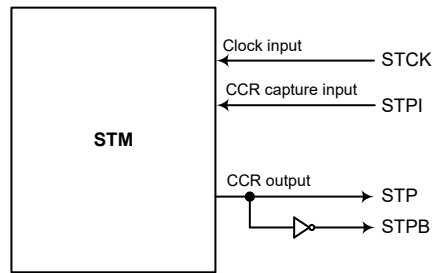 Clock input
STCK
CCR capture input
STPI
STM
CCR output
STP
STPB